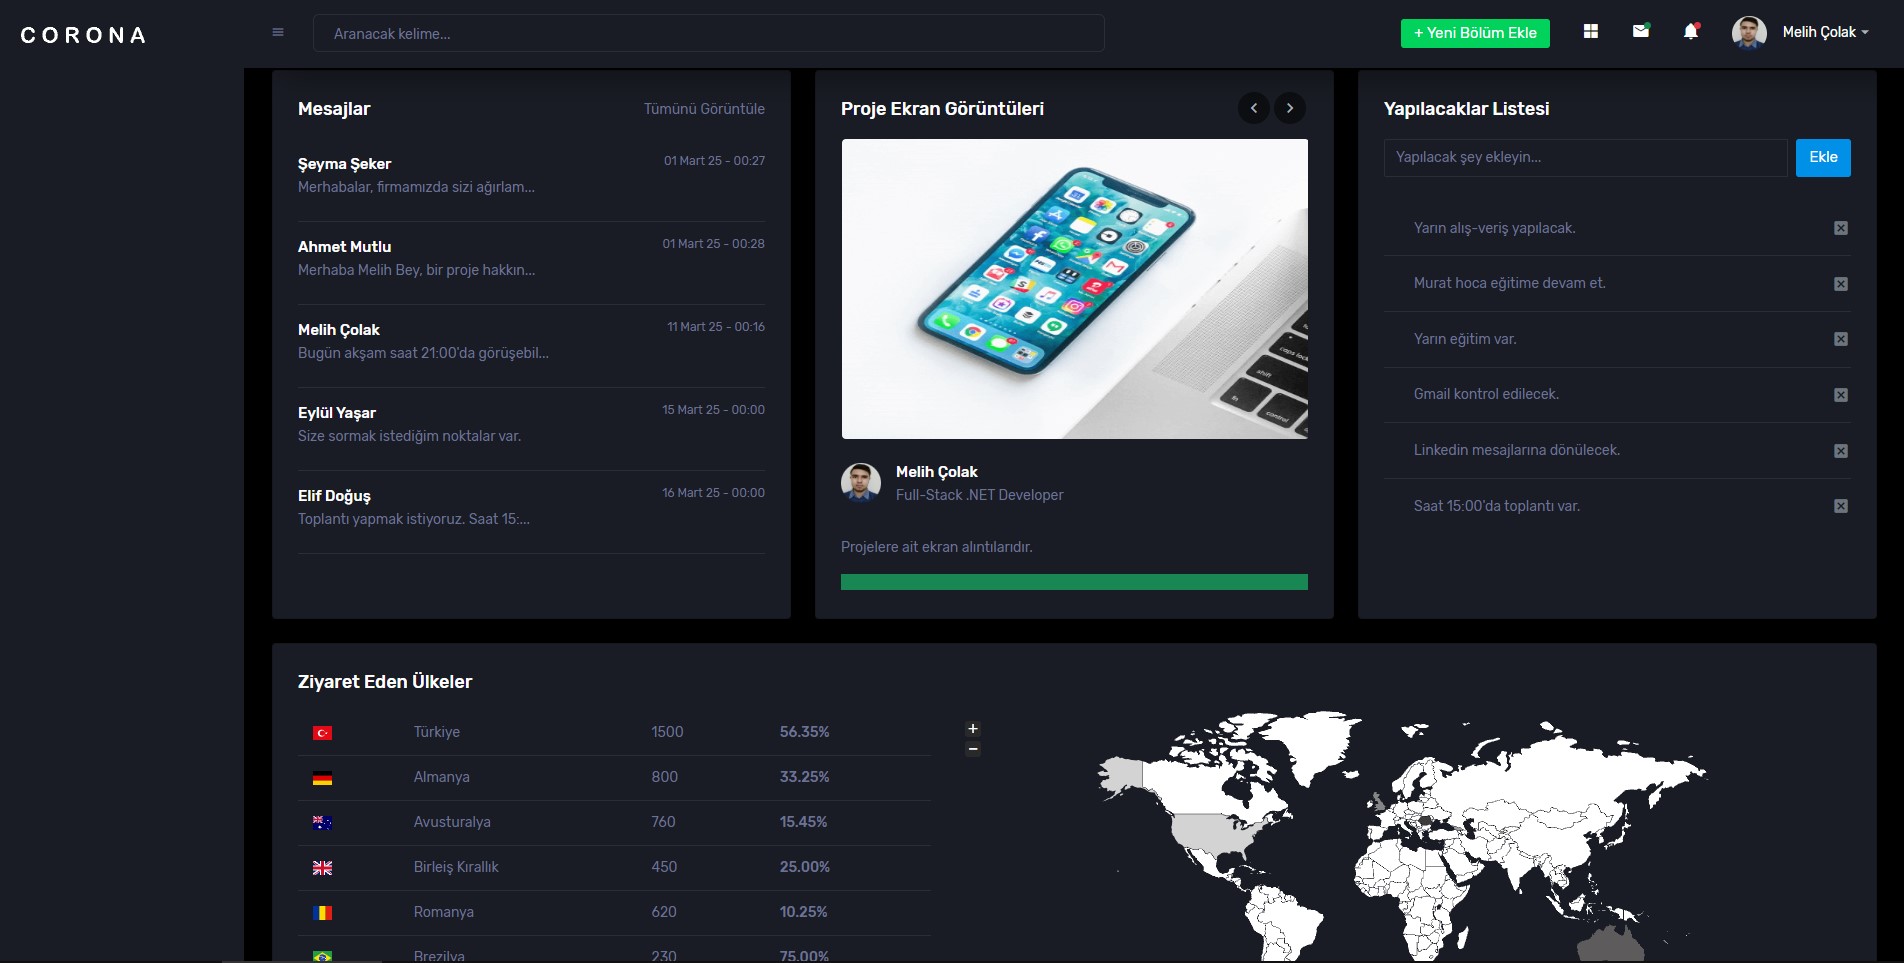 CORONA
Aranacak kelime...
+ Yeni Bölüm Ekle
Melih Çolak
Mesajlar
Tümünü Görüntüle
Şeyma Şeker
01 Mart 25 - 00:27
Merhabalar, firmamızda sizi ağırlam...
Ahmet Mutlu
01 Mart 25 - 00:28
Merhaba Melih Bey, bir proje hakkın...
Melih Çolak
11 Mart 25 - 00:16
Bugün akşam saat 21:00'da görüşebil...
Eylül Yaşar
15 Mart 25 - 00:00
Size sormak istediğim noktalar var.
Elif Doğuş
16 Mart 25 - 00:00
Toplantı yapmak istiyoruz. Saat 15:...
Proje Ekran Görüntüleri
caps lock
shift
fn
control
Melih Çolak
Full-Stack .NET Developer
Projelere ait ekran alıntılarıdır.
Yapılacaklar Listesi
Yapılacak şey ekleyin...
Ekle
Yarın alış-veriş yapılacak.
Murat hoca eğitime devam et.
Yarın eğitim var.
Gmail kontrol edilecek.
Linkedin mesajlarına dönülecek.
Saat 15:00'da toplantı var.
Ziyaret Eden Ülkeler
Türkiye 1500 56.35%
Almanya 800 33.25%
Avusturalya 760 15.45%
Birleiş Kırallık 450 25.00%
Romanya 620 10.25%
Brezilya 230 75.00%
+
−